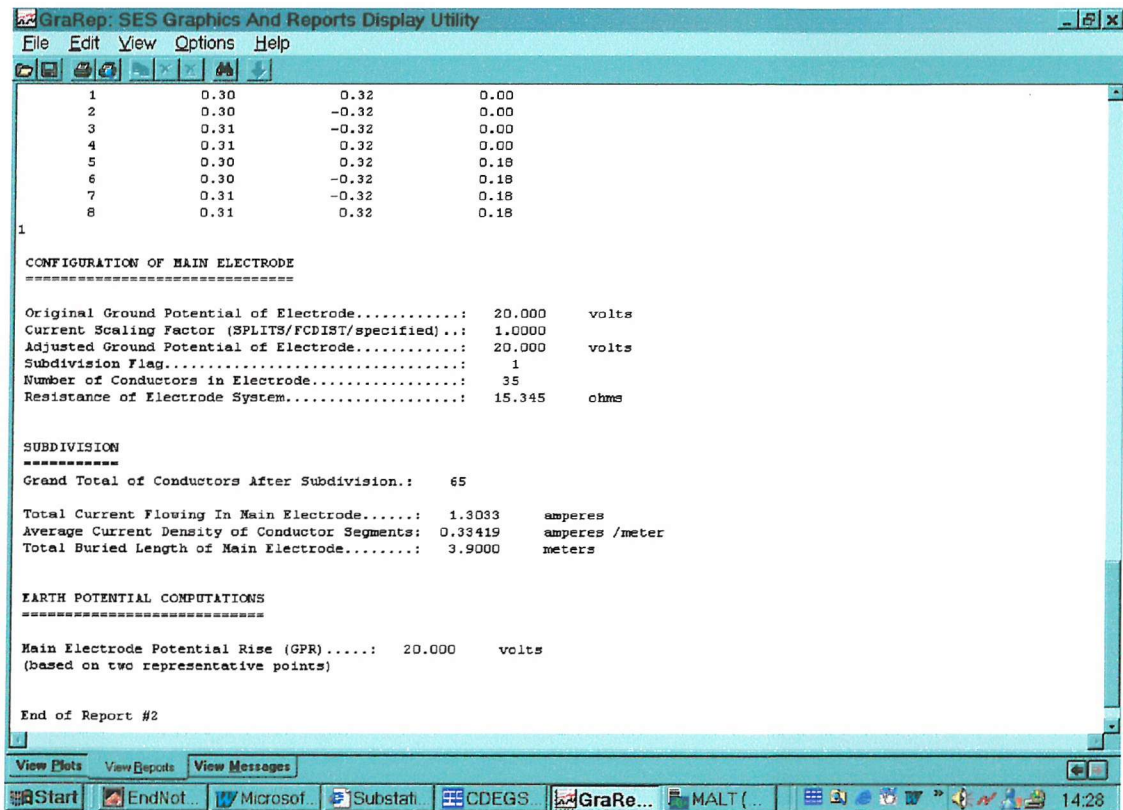 GraRep: SES Graphics And Reports Display Utility
File Edit View Options Help
1 0.30 0.32 0.00
2 0.30 -0.32 0.00
3 0.31 -0.32 0.00
4 0.31 0.32 0.00
5 0.30 0.32 0.18
6 0.30 -0.32 0.18
7 0.31 -0.32 0.18
8 0.31 0.32 0.18
1
CONFIGURATION OF MAIN ELECTRODE
===============================
Original Ground Potential of Electrode............: 20.000 volts
Current Scaling Factor (SPLITS/FCDIST/specified)..: 1.0000
Adjusted Ground Potential of Electrode............: 20.000 volts
Subdivision Flag..................................: 1
Number of Conductors in Electrode.................: 35
Resistance of Electrode System....................: 15.345 ohms
SUBDIVISION
===========
Grand Total of Conductors After Subdivision.: 65
Total Current Flowing In Main Electrode......: 1.3033 amperes
Average Current Density of Conductor Segments: 0.33419 amperes /meter
Total Buried Length of Main Electrode........: 3.9000 meters
EARTH POTENTIAL COMPUTATIONS
============================
Main Electrode Potential Rise (GPR).....: 20.000 volts
(based on two representative points)
End of Report #2
View Plots View Reports View Messages
Start EndNot... Microsof... Substati... CDEGS... GraRe... MALT (... » 14:28